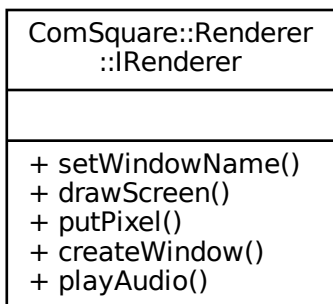 ComSquare::Renderer
::IRenderer
+ setWindowName()
+ drawScreen()
+ putPixel()
+ createWindow()
+ playAudio()